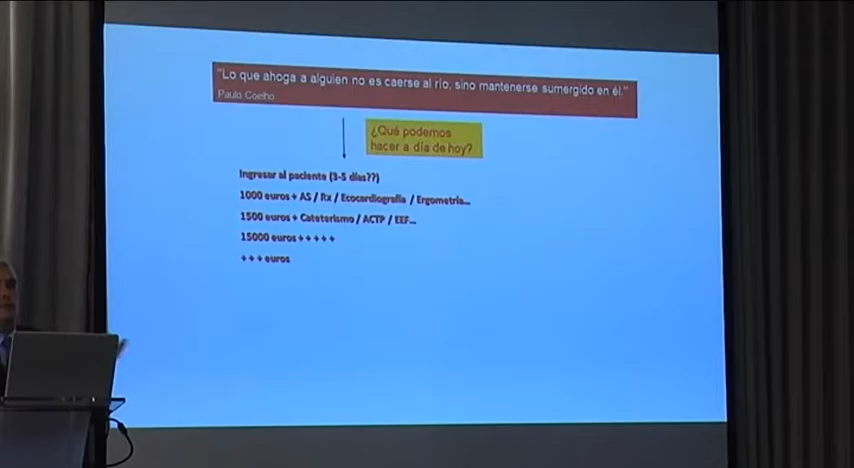 "Lo que ahoga a alguien no es caerse al río, sino mantenerse sumergido en él."
Paulo Coelho
¿Qué podemos
hacer a día de hoy?
Ingresar al paciente (3-5 días??)
1000 euros + AS / Rx / Ecocardiografía / Ergometría...
1500 euros + Cateterismo / ACTP / EEF...
15000 euros + + + + +
+ + + euros